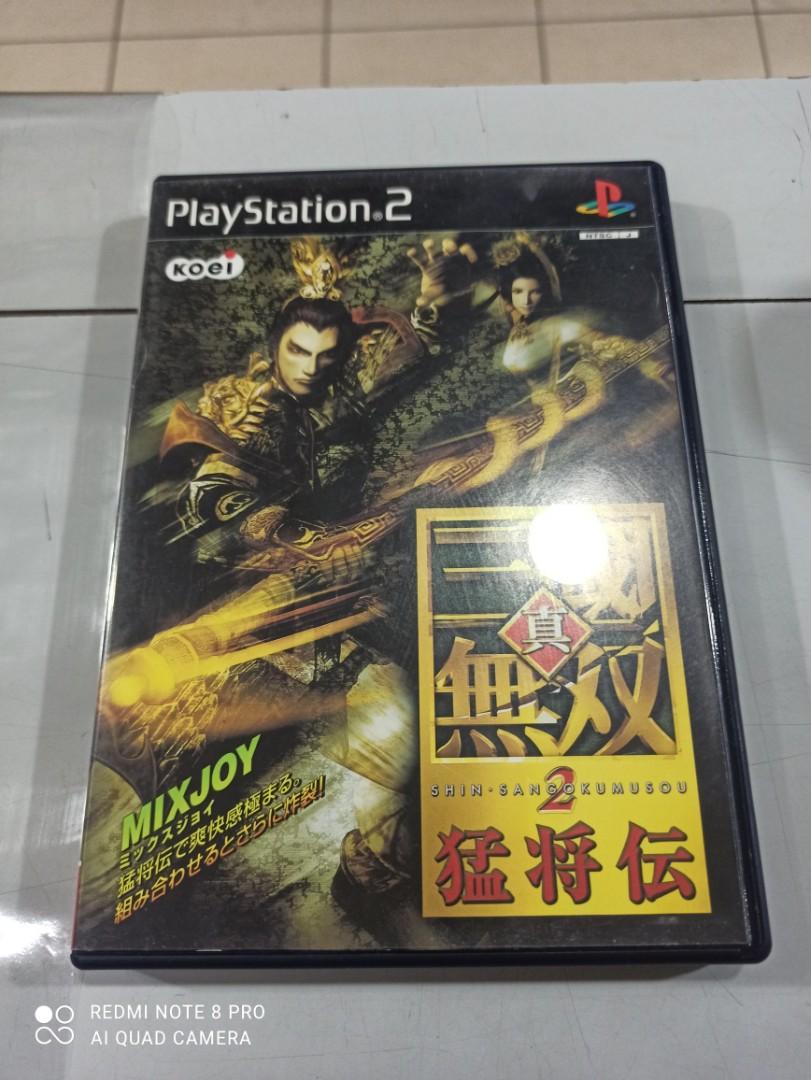 PlayStation®2
NTSC J
KOEI
三國
真
無双
SHIN・SANGOKUMUSOU
2
猛将伝
MIXJOY
ミックスジョイ
猛将伝で爽快感極まる。
組み合わせるとさらに炸裂!
REDMI NOTE 8 PRO
AI QUAD CAMERA